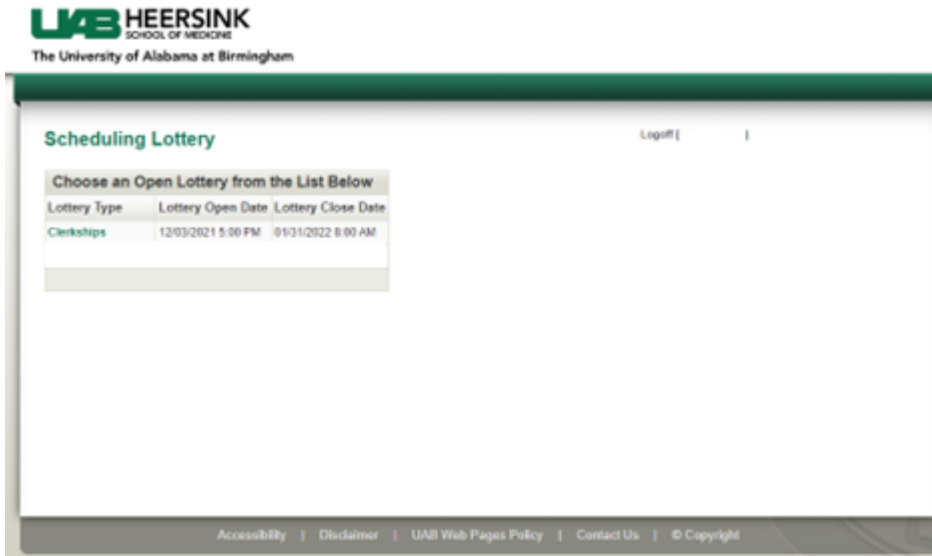 UAB HEERSINK
SCHOOL OF MEDICINE
The University of Alabama at Birmingham
Scheduling Lottery
Logoff [ ]
Choose an Open Lottery from the List Below
Lottery Type Lottery Open Date Lottery Close Date
Clerkships 12/03/2021 5:00 PM 01/31/2022 8:00 AM
Accessibility | Disclaimer | UAB Web Pages Policy | Contact Us | © Copyright